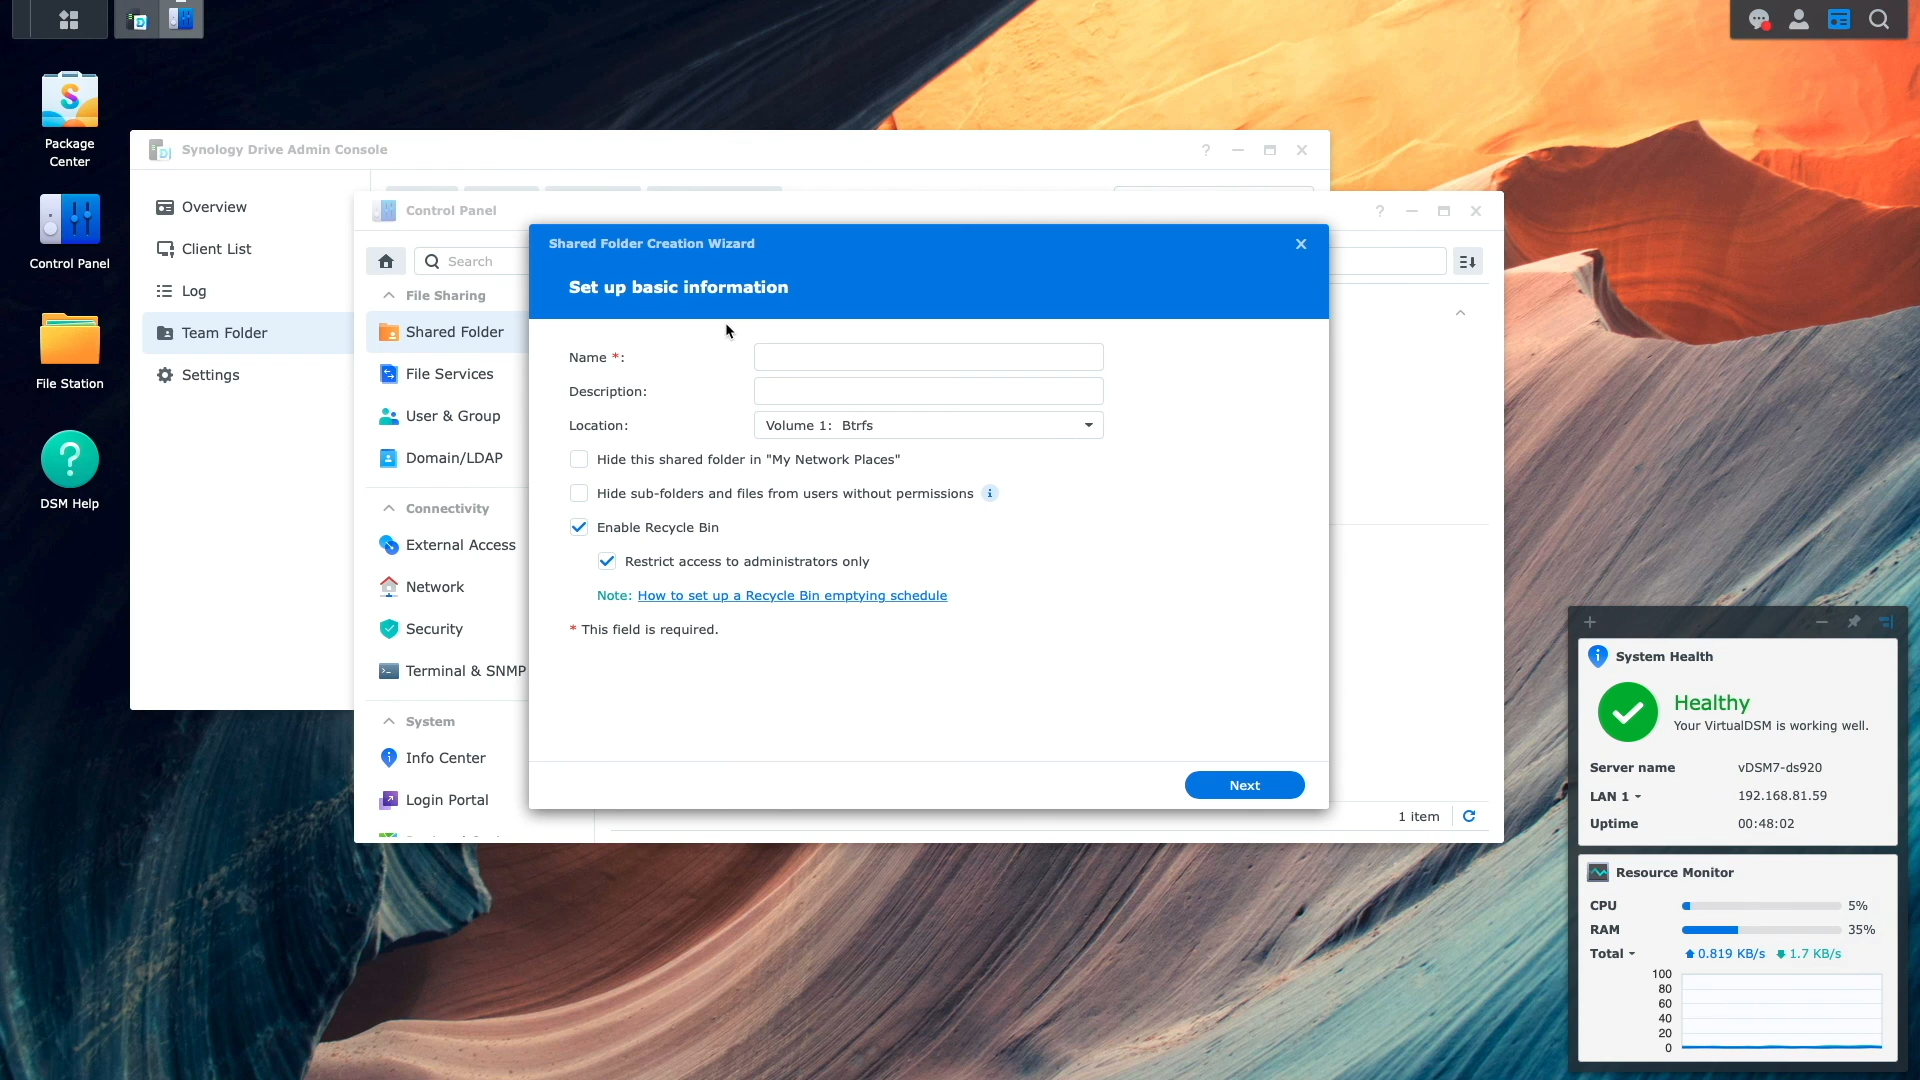 Package
Center
Control Panel
File Station
DSM Help
Synology Drive Admin Console
Overview
Client List
Log
Team Folder
Settings
Control Panel
Search
File Sharing
Shared Folder
File Services
User & Group
Domain/LDAP
Connectivity
External Access
Network
Security
Terminal & SNMP
System
Info Center
Login Portal
Shared Folder Creation Wizard
Set up basic information
Name *:
Description:
Location: Volume 1: Btrfs
Hide this shared folder in "My Network Places"
Hide sub-folders and files from users without permissions
Enable Recycle Bin
Restrict access to administrators only
Note: How to set up a Recycle Bin emptying schedule
* This field is required.
Next
1 item
System Health
Healthy
Your VirtualDSM is working well.
Server name vDSM7-ds920
LAN 1 192.168.81.59
Uptime 00:48:02
Resource Monitor
CPU 5%
RAM 35%
Total 0.819 KB/s 1.7 KB/s
100
80
60
40
20
0